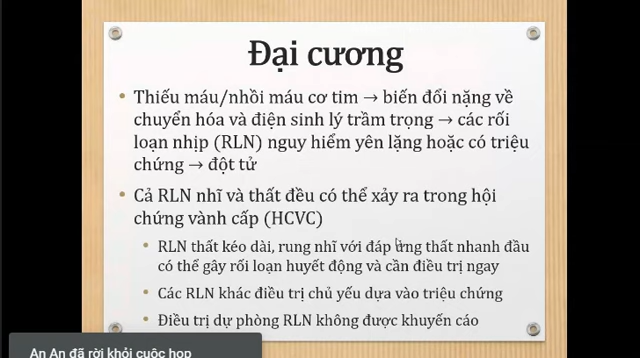 Đại cương
• Thiếu máu/nhồi máu cơ tim → biến đổi nặng về
chuyển hóa và điện sinh lý trầm trọng → các rối
loạn nhịp (RLN) nguy hiểm yên lặng hoặc có triệu
chứng → đột tử
• Cả RLN nhĩ và thất đều có thể xảy ra trong hội
chứng vành cấp (HCVC)
• RLN thất kéo dài, rung nhĩ với đáp ứng thất nhanh đầu
có thể gây rối loạn huyết động và cần điều trị ngay
• Các RLN khác điều trị chủ yếu dựa vào triệu chứng
• Điều trị dự phòng RLN không được khuyến cáo
An An đã rời khỏi cuộc họp